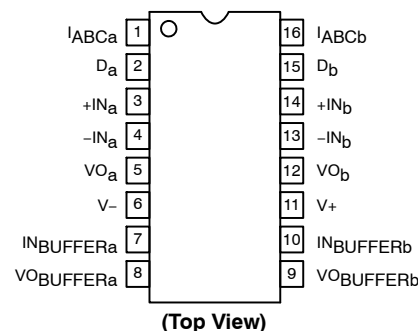 IABCa 1 16 IABCb
Da 2 15 Db
+INa 3 14 +INb
−INa 4 13 −INb
VOa 5 12 VOb
V− 6 11 V+
INBUFFERa 7 10 INBUFFERb
VOBUFFERa 8 9 VOBUFFERb
(Top View)